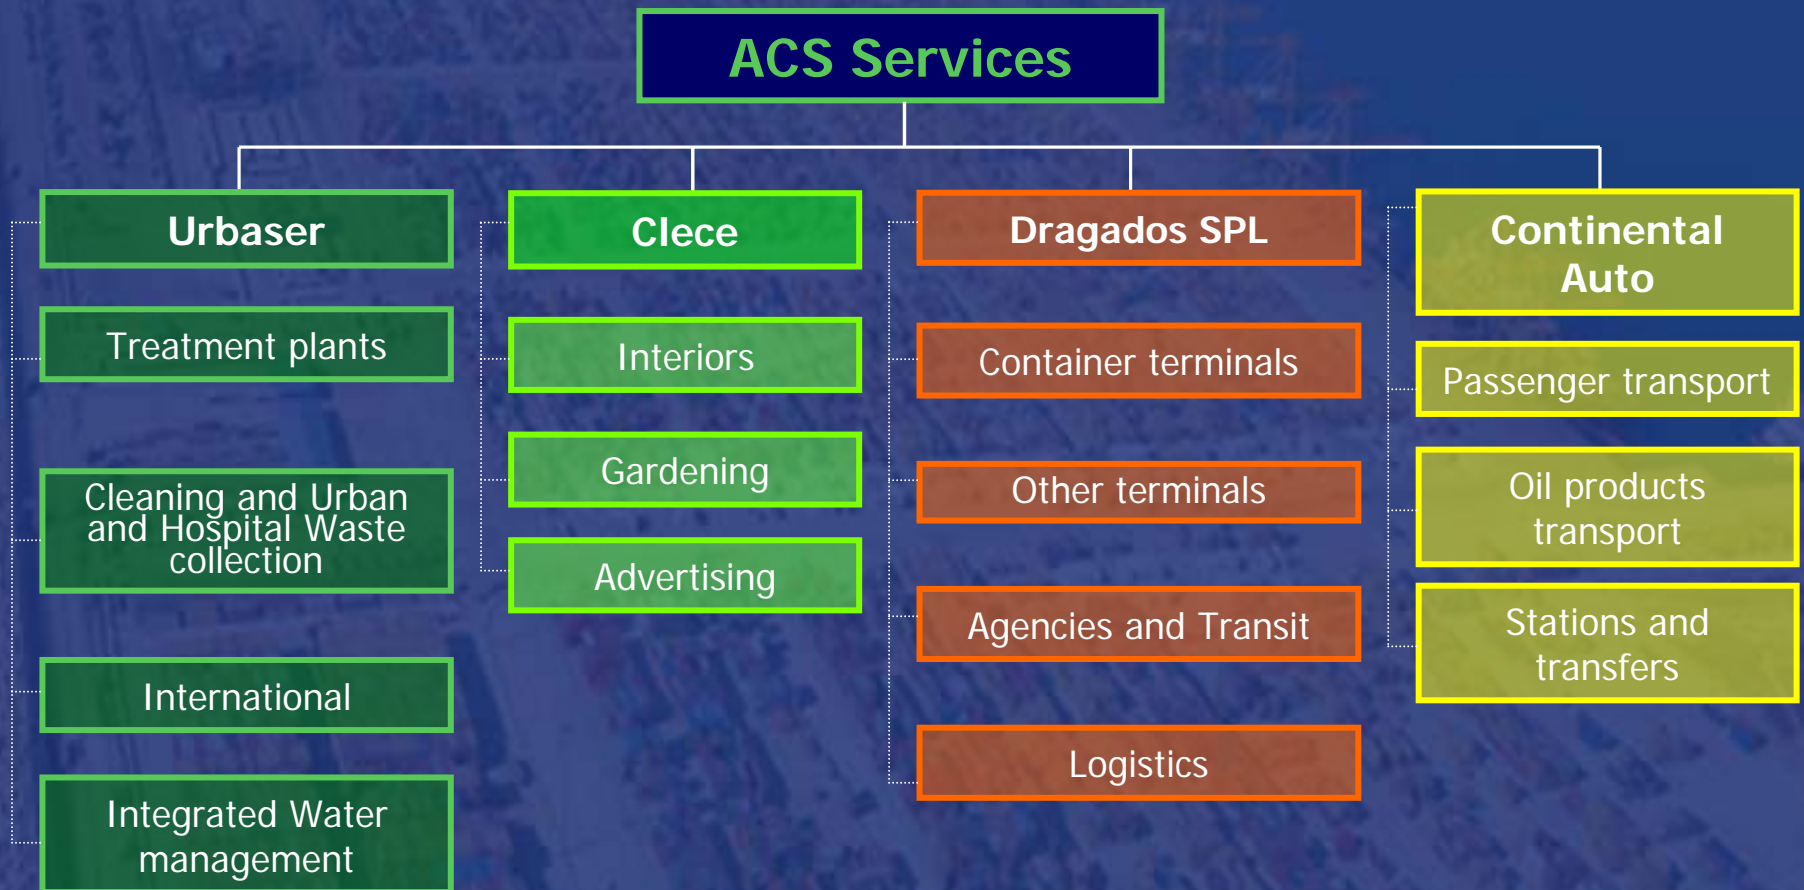 ACS Services
Urbaser
Treatment plants
Cleaning and Urban
and Hospital Waste
collection
International
Integrated Water
management
Clece
Interiors
Gardening
Advertising
Dragados SPL
Container terminals
Other terminals
Agencies and Transit
Logistics
Continental
Auto
Passenger transport
Oil products
transport
Stations and
transfers